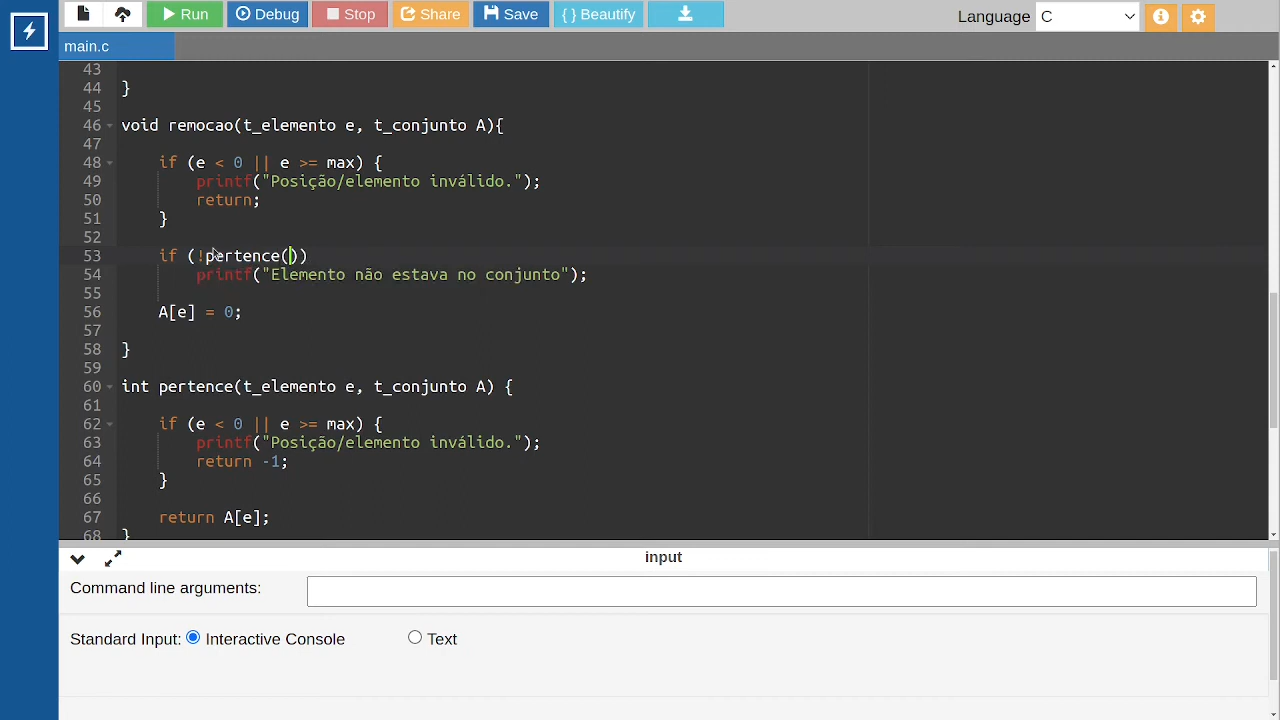 Run Debug Stop Share Save { } Beautify Language C
main.c
43
44 }
45
46 void remocao(t_elemento e, t_conjunto A){
47
48 if (e < 0 || e >= max) {
49 printf("Posição/elemento inválido.");
50 return;
51 }
52
53 if (!pertence())
54 printf("Elemento não estava no conjunto");
55
56 A[e] = 0;
57
58 }
59
60 int pertence(t_elemento e, t_conjunto A) {
61
62 if (e < 0 || e >= max) {
63 printf("Posição/elemento inválido.");
64 return -1;
65 }
66
67 return A[e];
68 }
input
Command line arguments:
Standard Input: Interactive Console Text